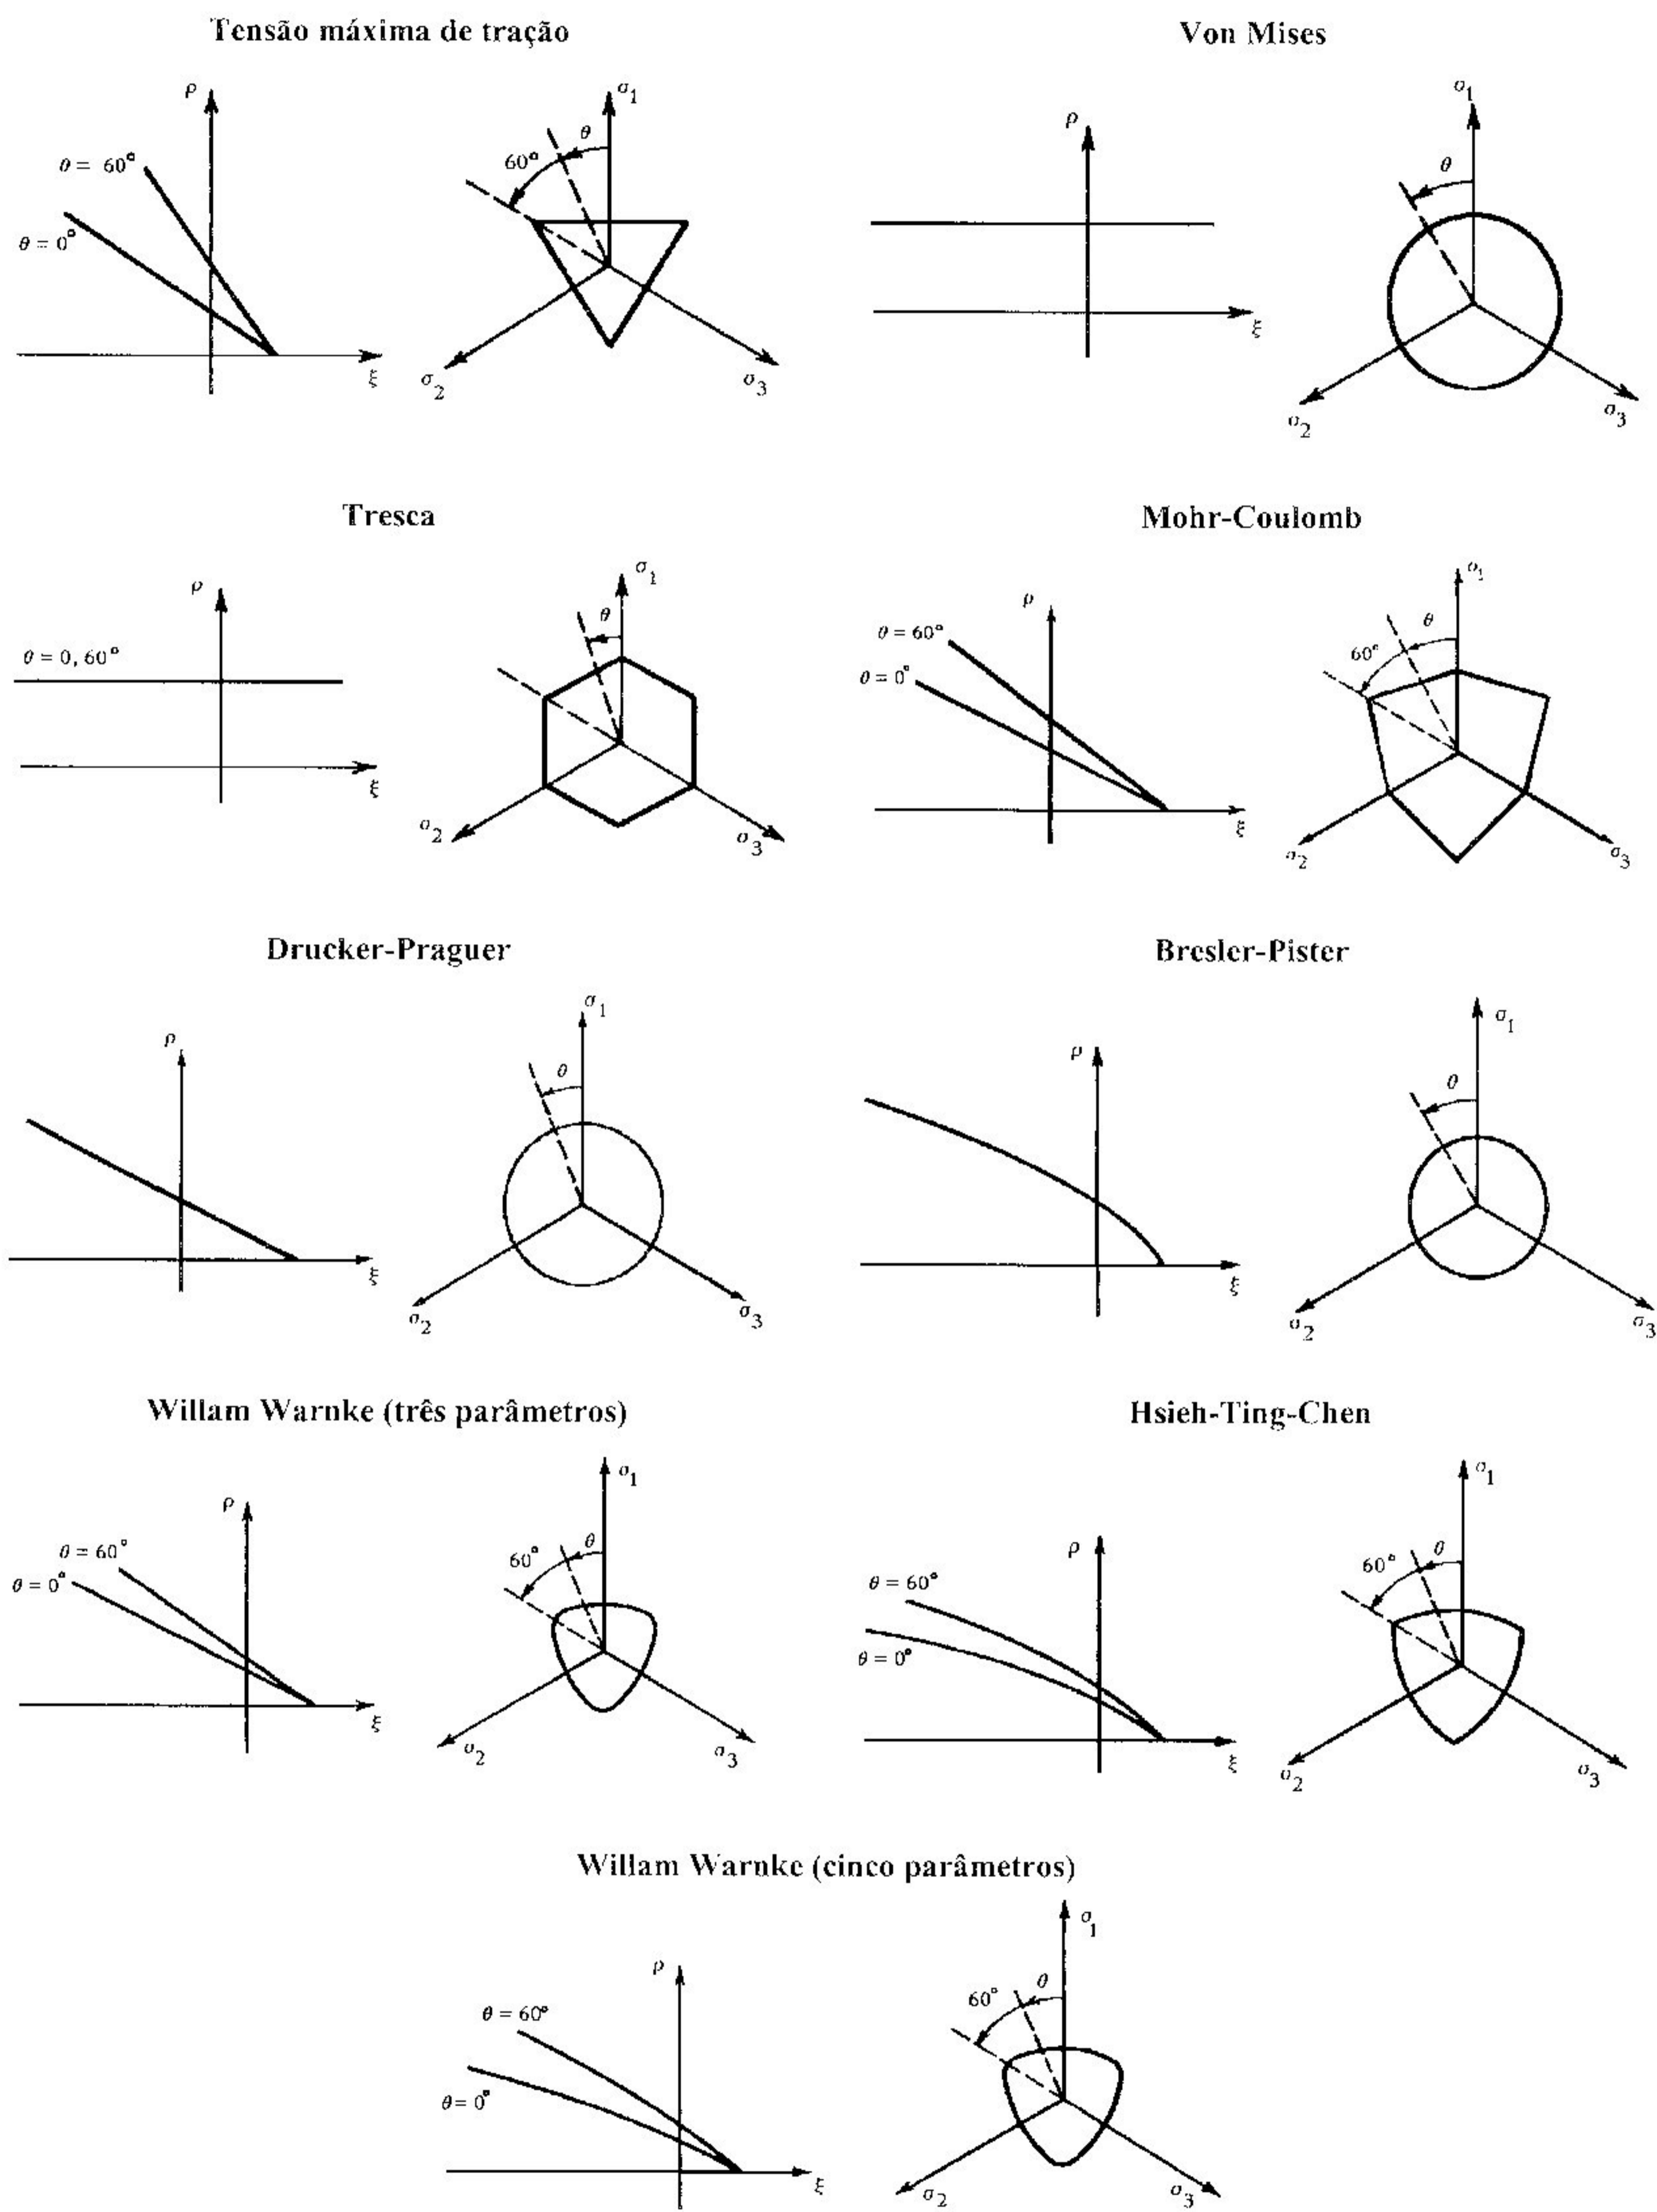 Tensão máxima de tração
ρ
θ = 60°
θ = 0°
ξ
σ1
θ
60°
σ2
σ3
Von Mises
ρ
ξ
σ1
θ
σ2
σ3
Tresca
ρ
θ = 0, 60°
ξ
σ1
θ
σ2
σ3
Mohr-Coulomb
ρ
θ = 60°
θ = 0°
ξ
σ1
θ
60°
σ2
σ3
Drucker-Praguer
ρ
ξ
σ1
θ
σ2
σ3
Bresler-Pister
ρ
ξ
σ1
θ
σ2
σ3
Willam Warnke (três parâmetros)
ρ
θ = 60°
θ = 0°
ξ
σ1
θ
60°
σ2
σ3
Hsieh-Ting-Chen
ρ
θ = 60°
θ = 0°
ξ
σ1
θ
60°
σ2
σ3
Willam Warnke (cinco parâmetros)
ρ
θ = 60°
θ = 0°
ξ
σ1
θ
60°
σ2
σ3